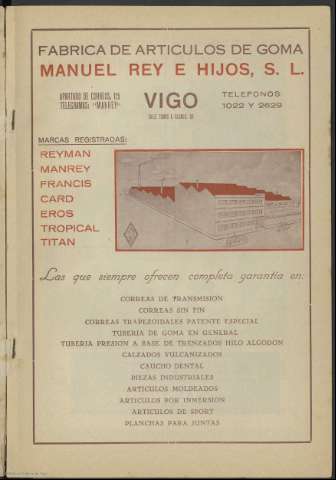 FABRICA DE ARTICULOS DE GOMA
MANUEL REY E HIJOS, S. L.
APARTADO DE CORREOS, 125
TELEGRAMAS: "MANREY"
VIGO
TELEFONOS:
1022 Y 2629
MARCAS REGISTRADAS:
REYMAN
MANREY
FRANCIS
CARD
EROS
TROPICAL
TITAN
Las que siempre ofrecen completa garantía en:
CORREAS DE TRANSMISION
CORREAS SIN FIN
CORREAS TRAPEZOIDALES PATENTE ESPECIAL
TUBERIA DE GOMA EN GENERAL
TUBERIA PRESION A BASE DE TRENZADOS HILO ALGODON
CALZADOS VULCANIZADOS
CAUCHO DENTAL
PIEZAS INDUSTRIALES
ARTICULOS MOLDEADOS
ARTICULOS POR INMERSION
ARTICULOS DE SPORT
PLANCHAS PARA JUNTAS